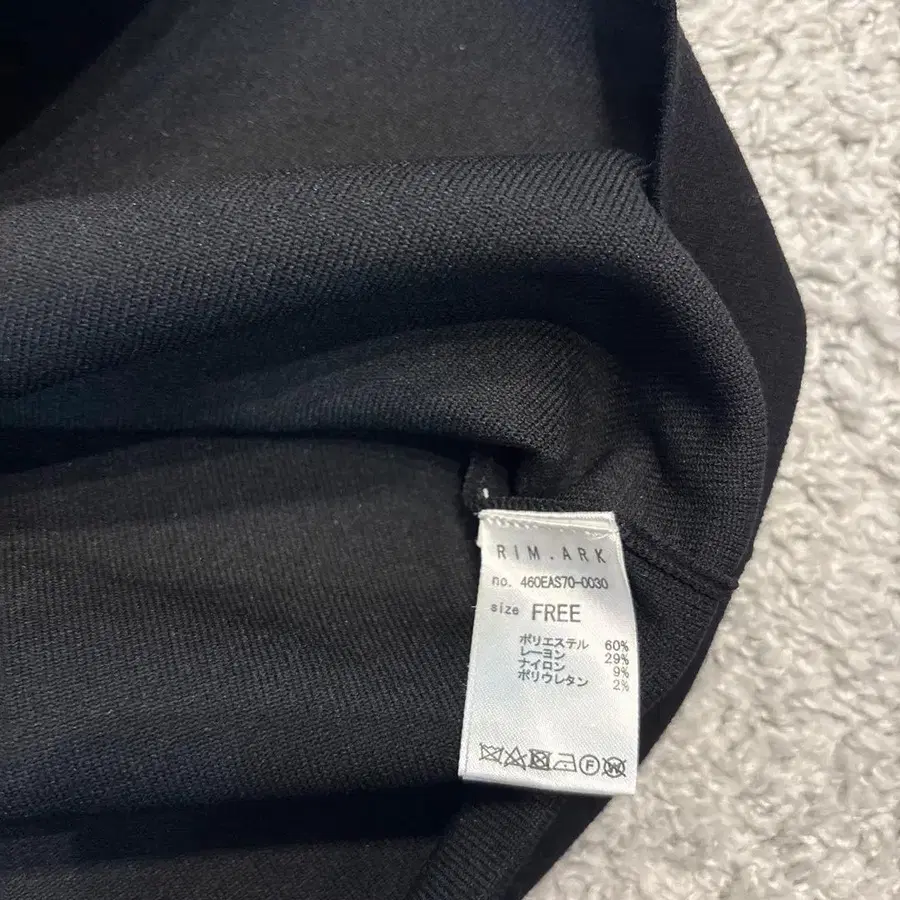 RIM.ARK
no. 460EAS70-0030
size FREE
ポリエステル 60%
レーヨン 29%
ナイロン 9%
ポリウレタン 2%
F W